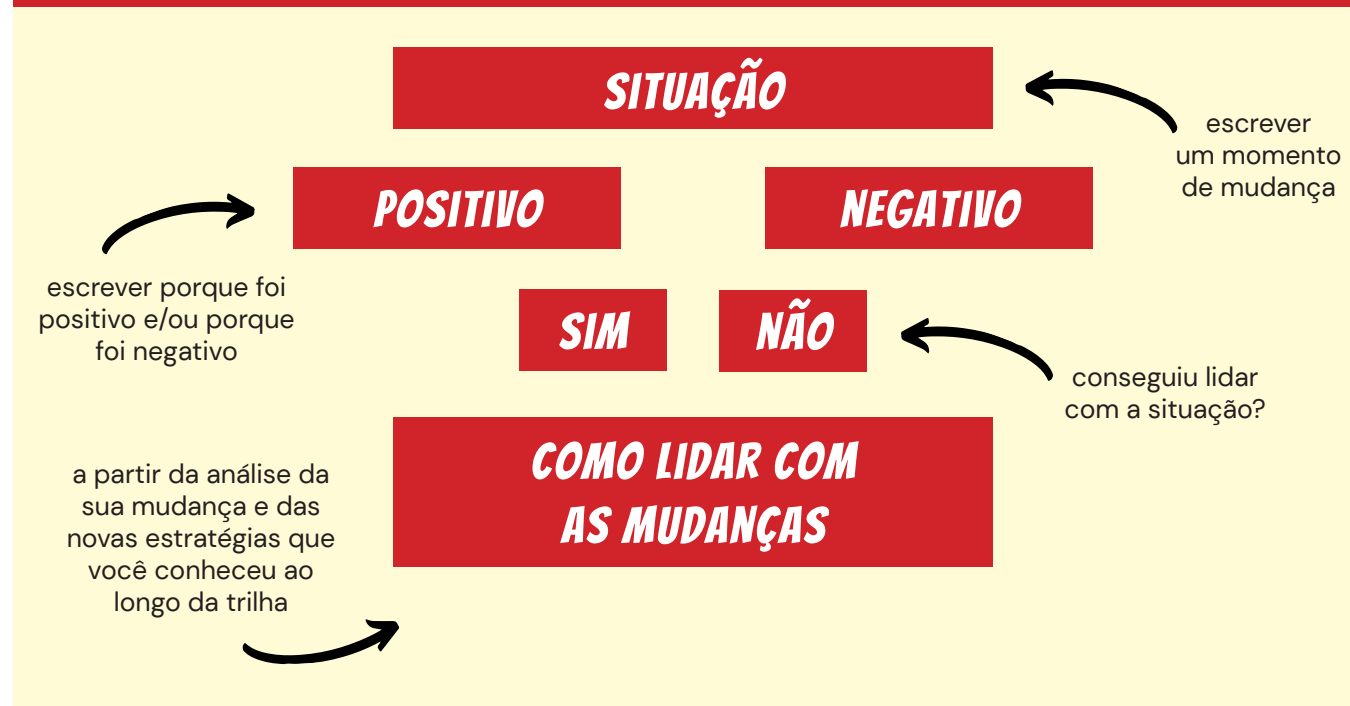 SITUAÇÃO
escrever
um momento
de mudança
POSITIVO
NEGATIVO
escrever porque foi
positivo e/ou porque
foi negativo
SIM
NÃO
conseguiu lidar
com a situação?
COMO LIDAR COM
AS MUDANÇAS
a partir da análise da
sua mudança e das
novas estratégias que
você conheceu ao
longo da trilha